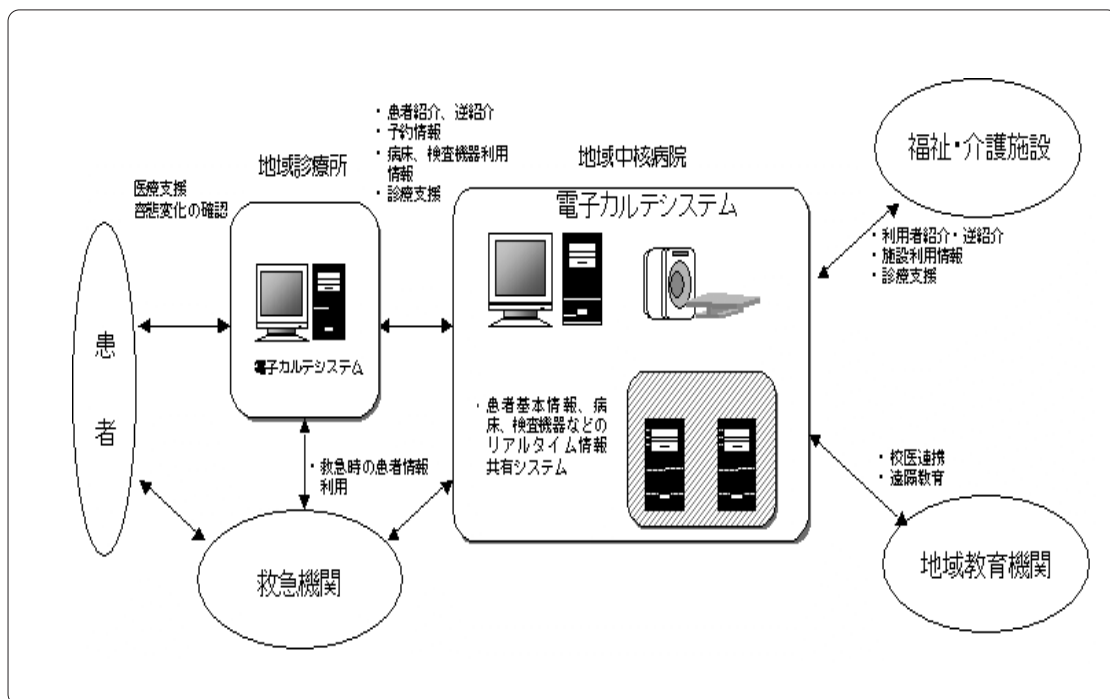 ・患者紹介、逆紹介
・予約情報
・病床、検査機器利用
情報
・診療支援
地域診療所
医療支援
容態変化の確認
電子カルテシステム
患
者
地域中核病院
電子カルテシステム
・患者基本情報、病
床、検査機器などの
リアルタイム情報
共有システム
福祉・介護施設
・利用者紹介・逆紹介
・施設利用情報
・診療支援
・救急時の患者情報
利用
救急機関
・校医連携
・遠隔教育
地域教育機関